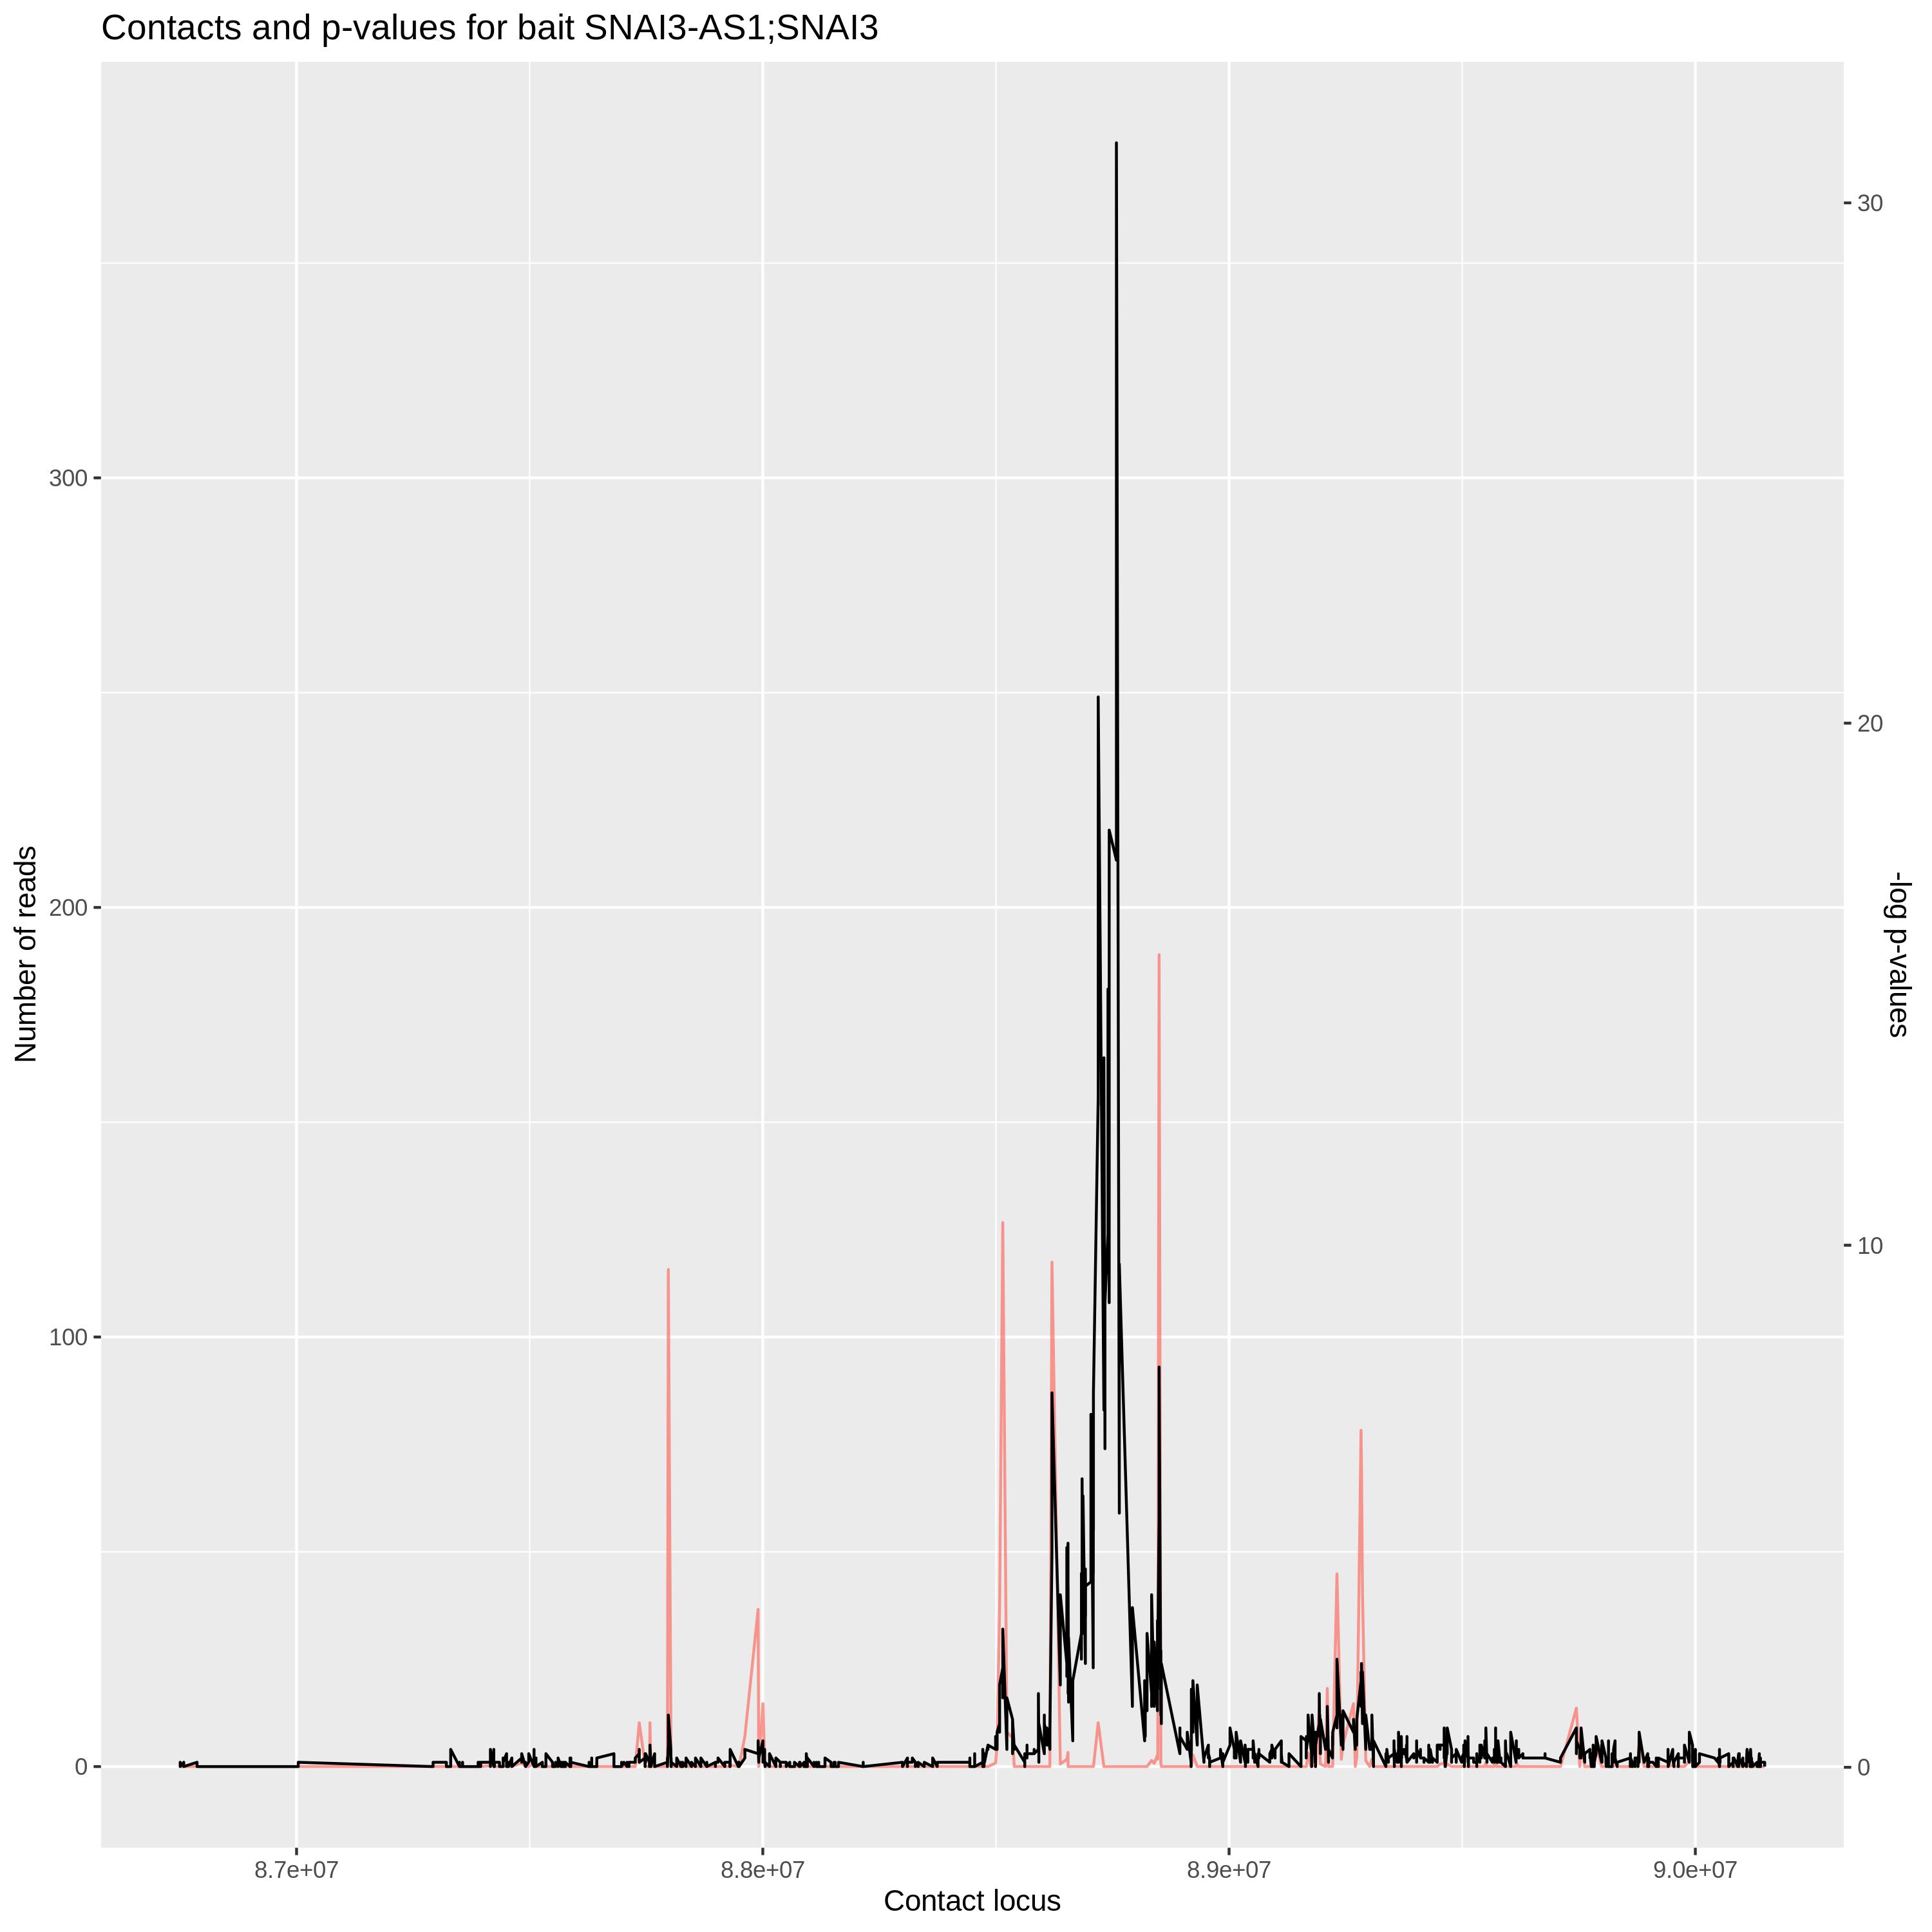 Contacts and p-values for bait SNAI3-AS1;SNAI3
30
300
20
200
Number of reads
-log p-values
10
100
0
0
8.7e+07
8.8e+07
8.9e+07
9.0e+07
Contact locus